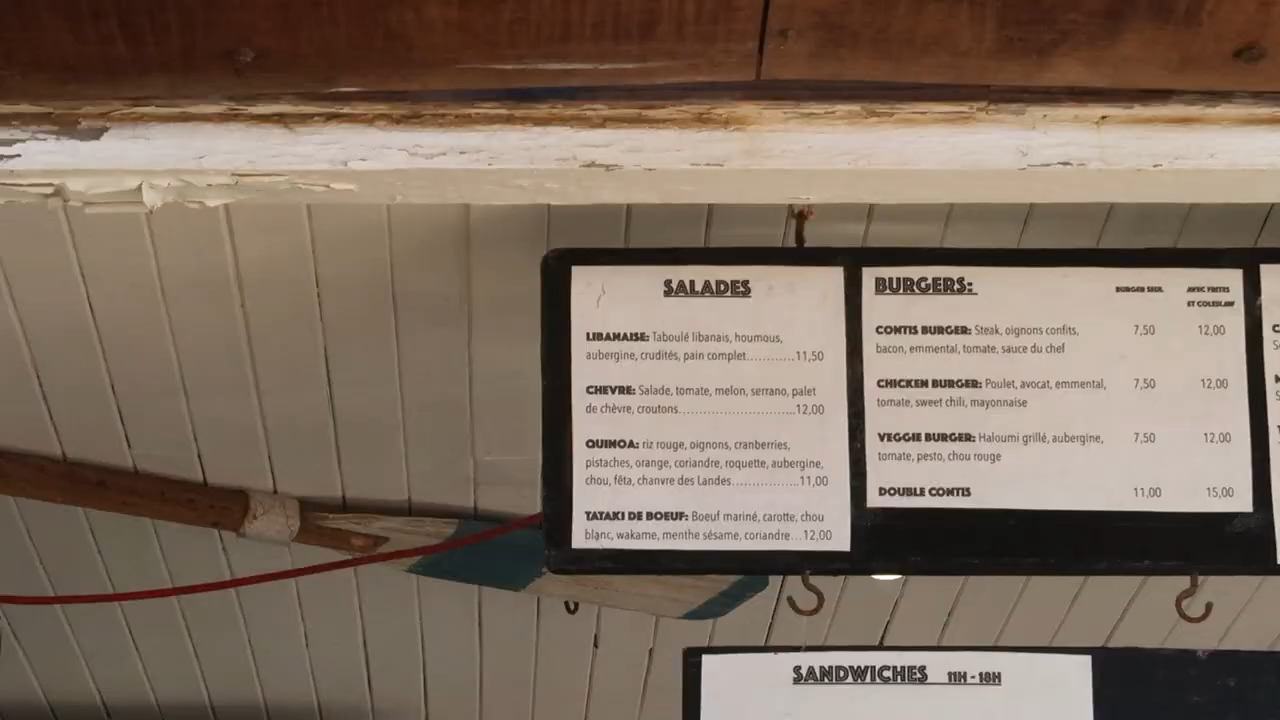 SALADES
LIBANAISE: Taboulé libanais, houmous,
aubergine, crudités, pain complet............11,50
CHEVRE: Salade, tomate, melon, serrano, palet
de chèvre, croutons..............................12,00
QUINOA: riz rouge, oignons, cranberries,
pistaches, orange, coriandre, roquette, aubergine,
chou, fêta, chanvre des Landes.................11,00
TATAKI DE BOEUF: Boeuf mariné, carotte, chou
blanc, wakame, menthe sésame, coriandre...12,00
BURGERS:
BURGER SEUL
AVEC FRITES
ET COLESLAW
CONTIS BURGER: Steak, oignons confits, 7,50 12,00
bacon, emmental, tomate, sauce du chef
CHICKEN BURGER: Poulet, avocat, emmental, 7,50 12,00
tomate, sweet chili, mayonnaise
VEGGIE BURGER: Haloumi grillé, aubergine, 7,50 12,00
tomate, pesto, chou rouge
DOUBLE CONTIS 11,00 15,00
SANDWICHES 11H - 18H